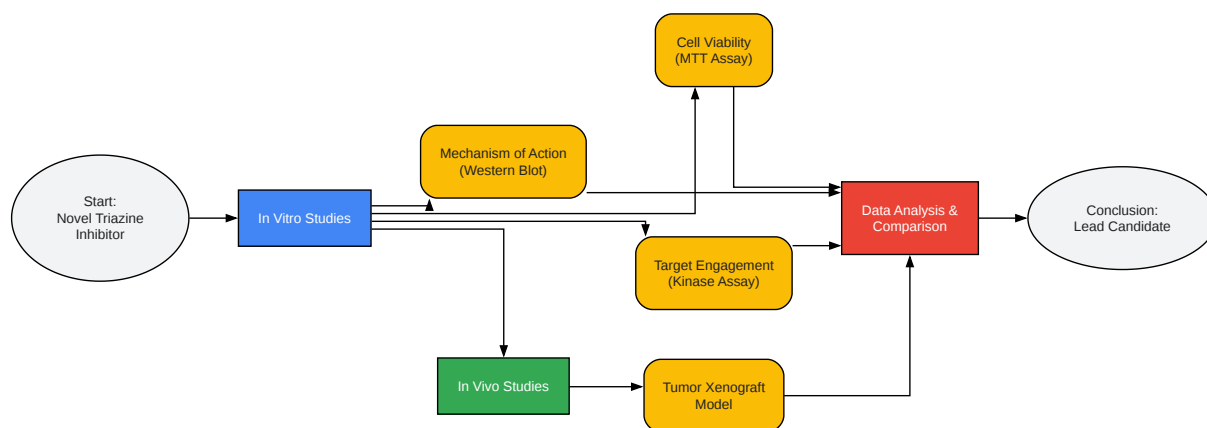 Start:
Novel Triazine
Inhibitor
In Vitro Studies
Mechanism of Action
(Western Blot)
Cell Viability
(MTT Assay)
Target Engagement
(Kinase Assay)
In Vivo Studies
Tumor Xenograft
Model
Data Analysis &
Comparison
Conclusion:
Lead Candidate